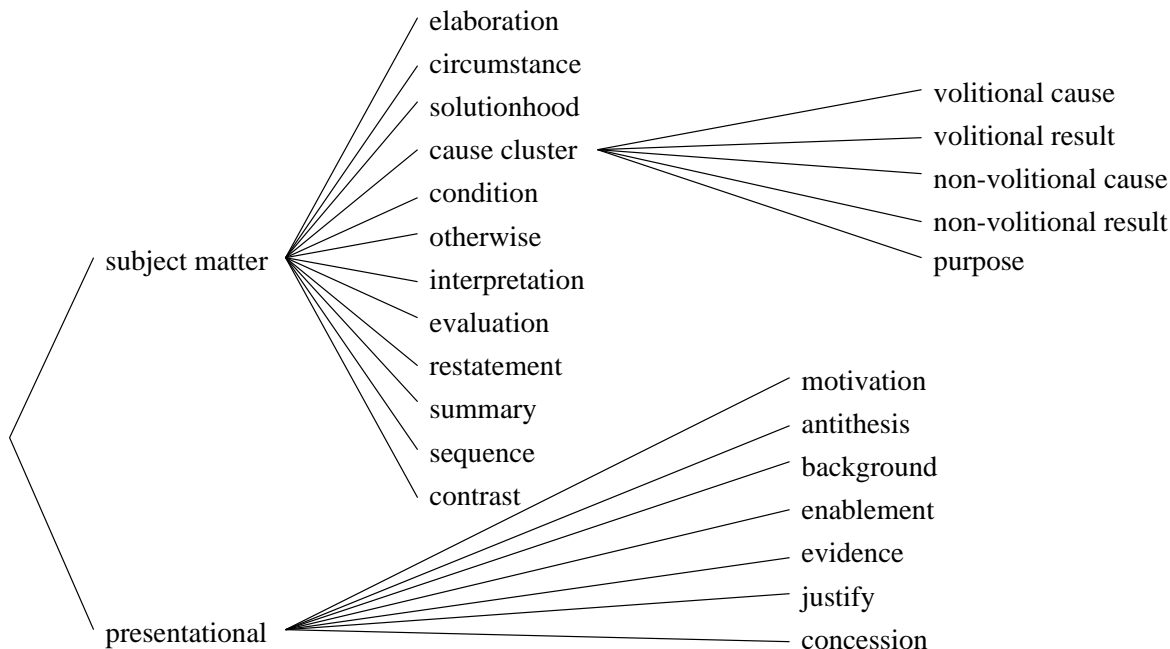 elaboration
circumstance
solutionhood
cause cluster
condition
otherwise
interpretation
evaluation
restatement
summary
sequence
contrast
subject matter
volitional cause
volitional result
non-volitional cause
non-volitional result
purpose
motivation
antithesis
background
enablement
evidence
justify
concession
presentational